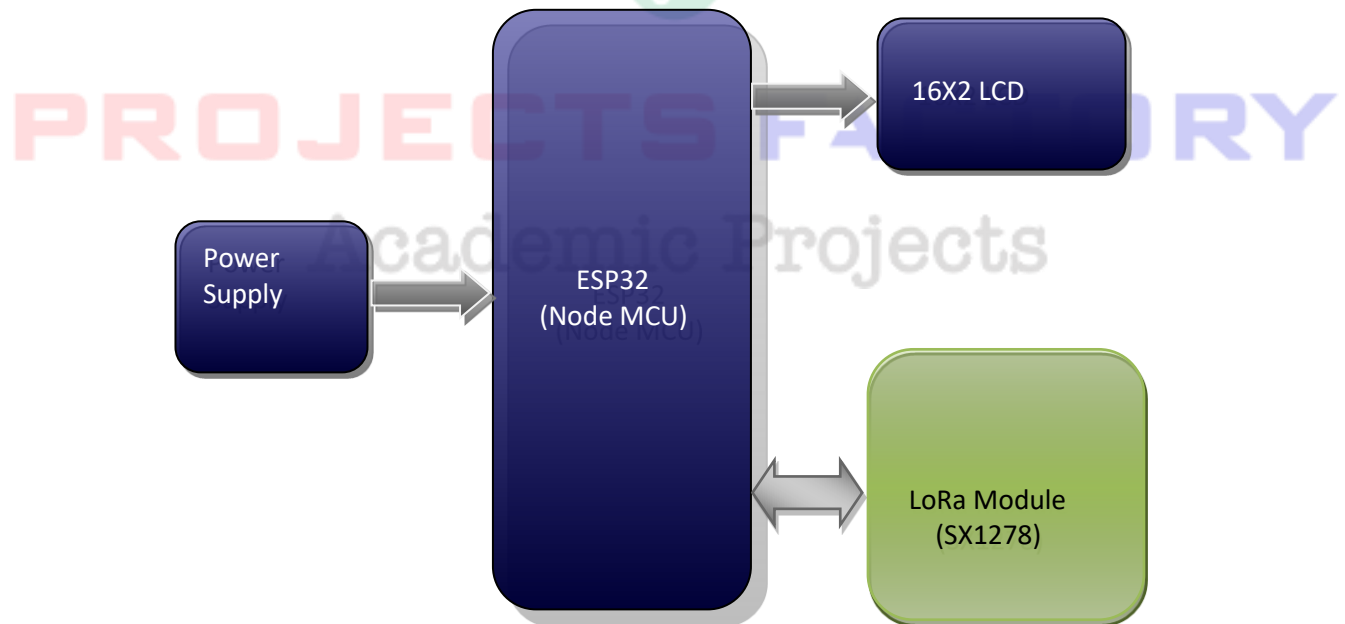 PROJECTS FACTORY
Academic Projects
16X2 LCD
Power
Supply
ESP32
(Node MCU)
LoRa Module
(SX1278)